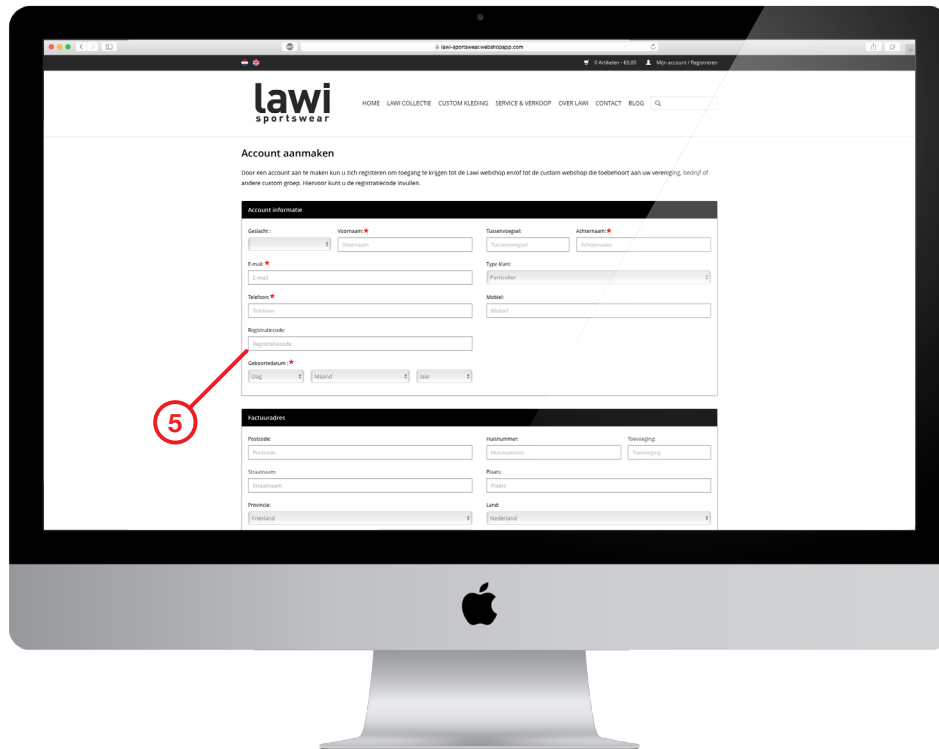 lawi-sportswear.webshopapp.com
0 Artikelen - €0,00 Mijn account / Registreren
lawi
sportswear
HOME LAWI COLLECTIE CUSTOM KLEDING SERVICE & VERKOOP OVER LAWI CONTACT BLOG
Account aanmaken
Door een account aan te maken kun u zich registeren om toegang te krijgen tot de Lawi webshop en/of tot de custom webshop die toebehoort aan uw vereniging, bedrijf of
andere custom groep. Hiervoor kunt u de registratiecode invullen.
Account informatie
Geslacht : Voornaam:* Tussenvoegsel: Achternaam:*
Voornaam Tussenvoegsel Achternaam
E-mail: * Type klant:
E-mail Particulier
Telefoon:* Mobiel:
Telefoon Mobiel
Registratiecode:
Registratiecode
Geboortedatum :*
Dag Maand Jaar
5
Factuuradres
Postcode: Huisnummer: Toevoeging:
Postcode Huisnummer Toevoeging
Straatnaam: Plaats:
Straatnaam Plaats
Provincie: Land:
Friesland Nederland